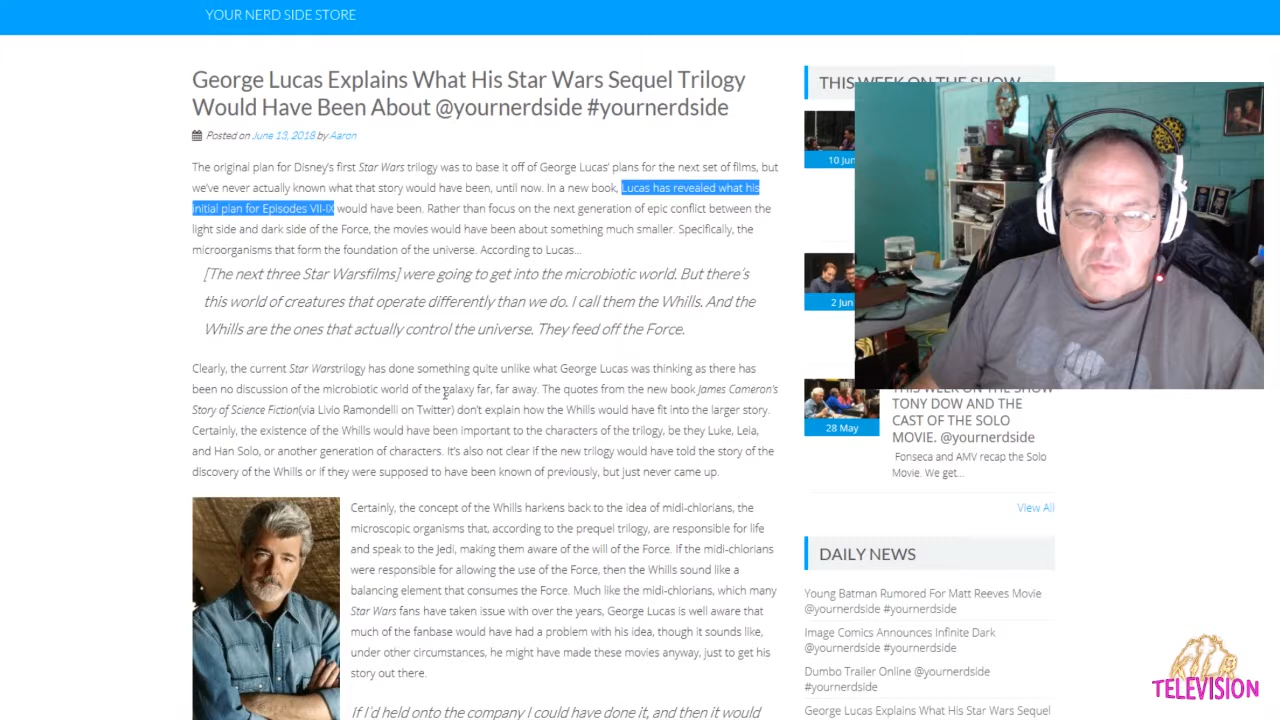 YOUR NERD SIDE STORE
George Lucas Explains What His Star Wars Sequel Trilogy
Would Have Been About @yournerdside #yournerdside
Posted on June 13, 2018 by Aaron
The original plan for Disney's first Star Wars trilogy was to base it off of George Lucas' plans for the next set of films, but
we've never actually known what that story would have been, until now. In a new book, Lucas has revealed what his
initial plan for Episodes VII-IX would have been. Rather than focus on the next generation of epic conflict between the
light side and dark side of the Force, the movies would have been about something much smaller. Specifically, the
microorganisms that form the foundation of the universe. According to Lucas...
[The next three Star Warsfilms] were going to get into the microbiotic world. But there's
this world of creatures that operate differently than we do. I call them the Whills. And the
Whills are the ones that actually control the universe. They feed off the Force.
Clearly, the current Star Warstrilogy has done something quite unlike what George Lucas was thinking as there has
been no discussion of the microbiotic world of the galaxy far, far away. The quotes from the new book James Cameron's
Story of Science Fiction(via Livio Ramondelli on Twitter) don't explain how the Whills would have fit into the larger story.
Certainly, the existence of the Whills would have been important to the characters of the trilogy, be they Luke, Leia,
and Han Solo, or another generation of characters. It's also not clear if the new trilogy would have told the story of the
discovery of the Whills or if they were supposed to have been known of previously, but just never came up.
Certainly, the concept of the Whills harkens back to the idea of midi-chlorians, the
microscopic organisms that, according to the prequel trilogy, are responsible for life
and speak to the Jedi, making them aware of the will of the Force. If the midi-chlorians
were responsible for allowing the use of the Force, then the Whills sound like a
balancing element that consumes the Force. Much like the midi-chlorians, which many
Star Wars fans have taken issue with over the years, George Lucas is well aware that
much of the fanbase would have had a problem with his idea, though it sounds like,
under other circumstances, he might have made these movies anyway, just to get his
story out there.
If I'd held onto the company I could have done it, and then it would
THIS WEEK ON THE SHOW
10 Jun
2 Jun
28 May
TONY DOW AND THE
CAST OF THE SOLO
MOVIE. @yournerdside
Fonseca and AMV recap the Solo
Movie. We get...
View All
DAILY NEWS
Young Batman Rumored For Matt Reeves Movie
@yournerdside #yournerdside
Image Comics Announces Infinite Dark
@yournerdside #yournerdside
Dumbo Trailer Online @yournerdside
#yournerdside
George Lucas Explains What His Star Wars Sequel
TELEVISION